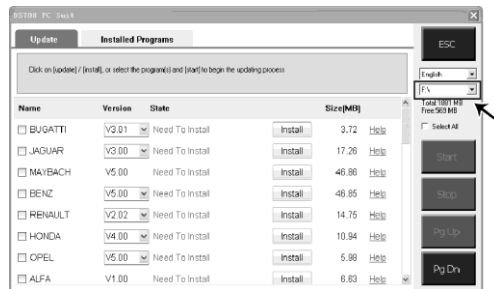 DSTOH PC Suit
Update
Installed Programs
ESC
Click on [update] / [install], or select the program(s) and [start] to begin the updating process
English
F:\
Total:1881 MB
Free:563 MB
Select All
Name Version State Size[MB]
BUGATTI V3.01 Need To Install Install 3.72 Help
JAGUAR V3.00 Need To Install Install 17.26 Help
MAYBACH V5.00 Need To Install Install 46.86 Help
BENZ V5.00 Need To Install Install 46.85 Help
RENAULT V2.02 Need To Install Install 14.75 Help
HONDA V4.00 Need To Install Install 10.94 Help
OPEL V5.00 Need To Install Install 5.98 Help
ALFA V1.00 Need To Install Install 6.63 Help
Start
Stop
Pg Up
Pg Dn